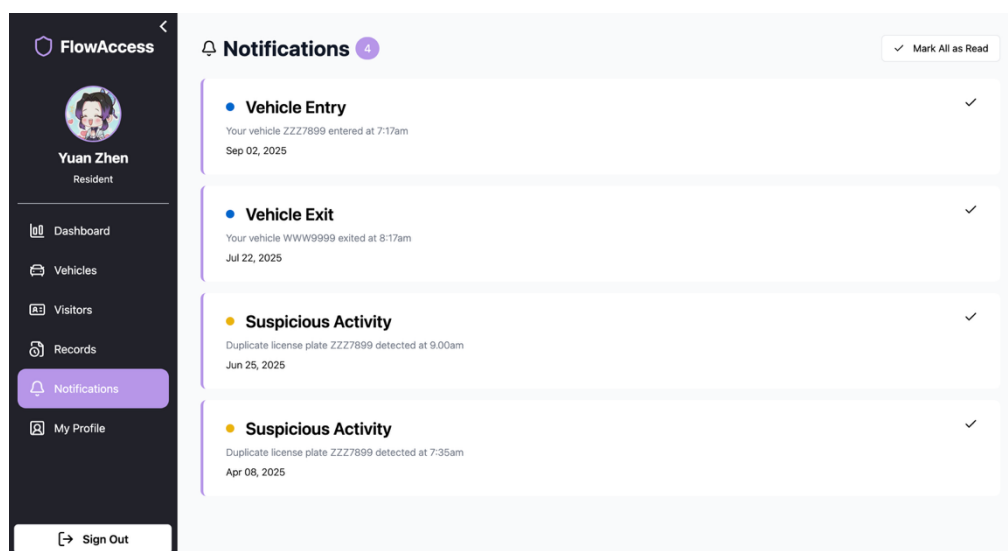 FlowAccess
Yuan Zhen
Resident
Dashboard
Vehicles
Visitors
Records
Notifications
My Profile
Sign Out
Notifications 4
Mark All as Read
Vehicle Entry
Your vehicle ZZZ7899 entered at 7:17am
Sep 02, 2025
Vehicle Exit
Your vehicle WWW9999 exited at 8:17am
Jul 22, 2025
Suspicious Activity
Duplicate license plate ZZZ7899 detected at 9.00am
Jun 25, 2025
Suspicious Activity
Duplicate license plate ZZZ7899 detected at 7:35am
Apr 08, 2025